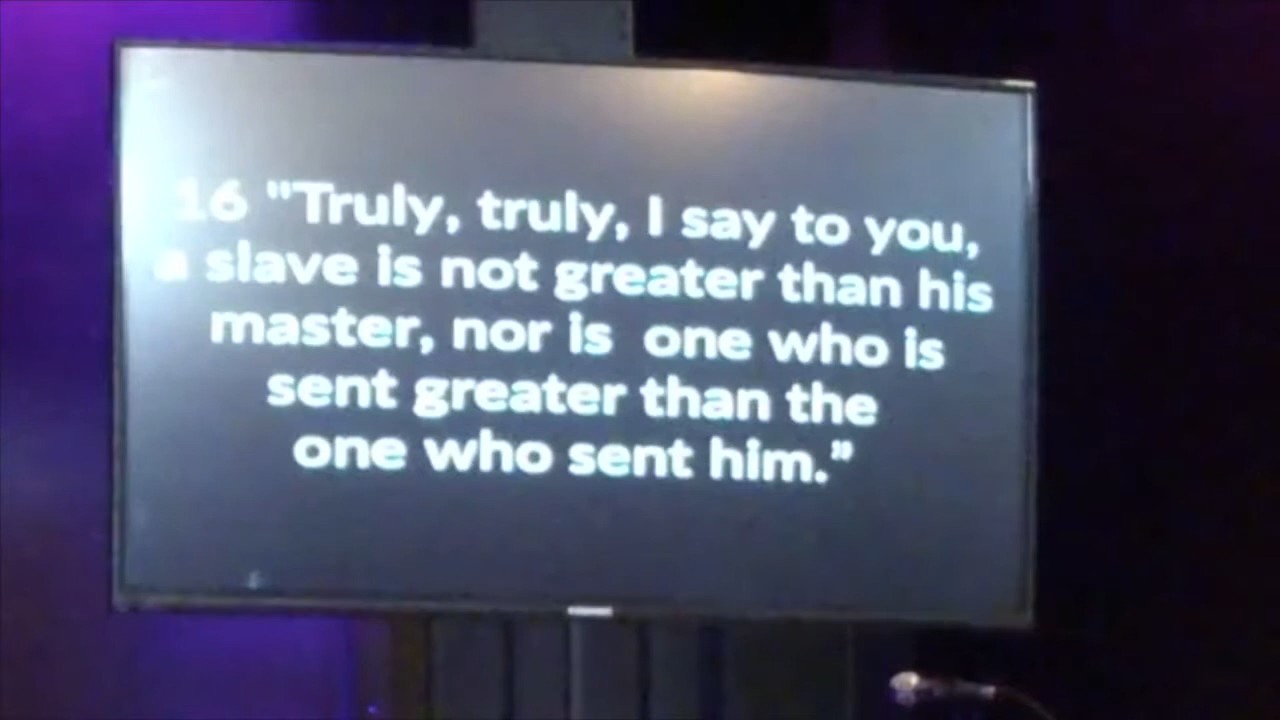 16 "Truly, truly, I say to you,
a slave is not greater than his
master, nor is one who is
sent greater than the
one who sent him.”